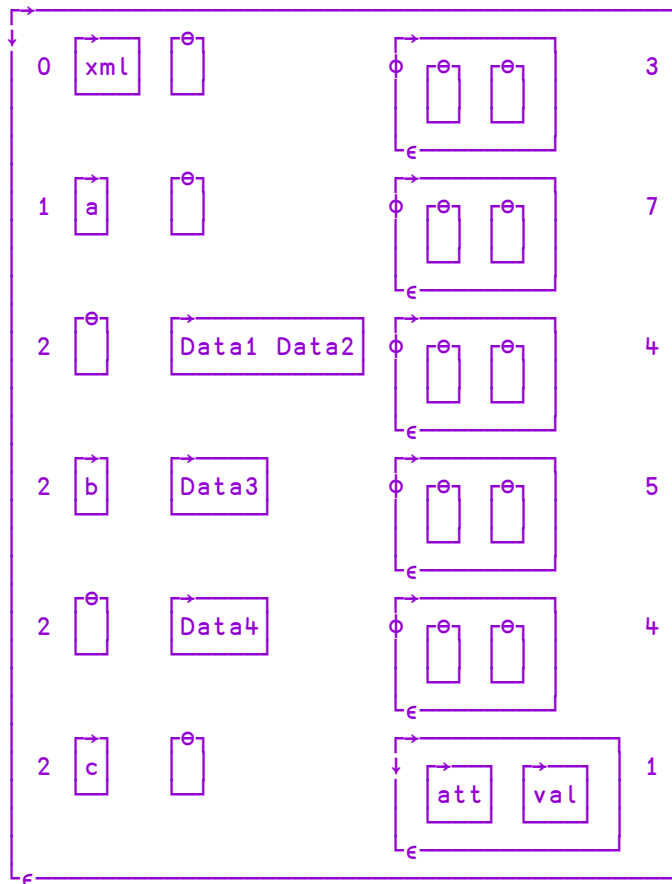 0 xml 3
1 a 7
2 Data1 Data2 4
2 b Data3 5
2 Data4 4
2 c att val 1